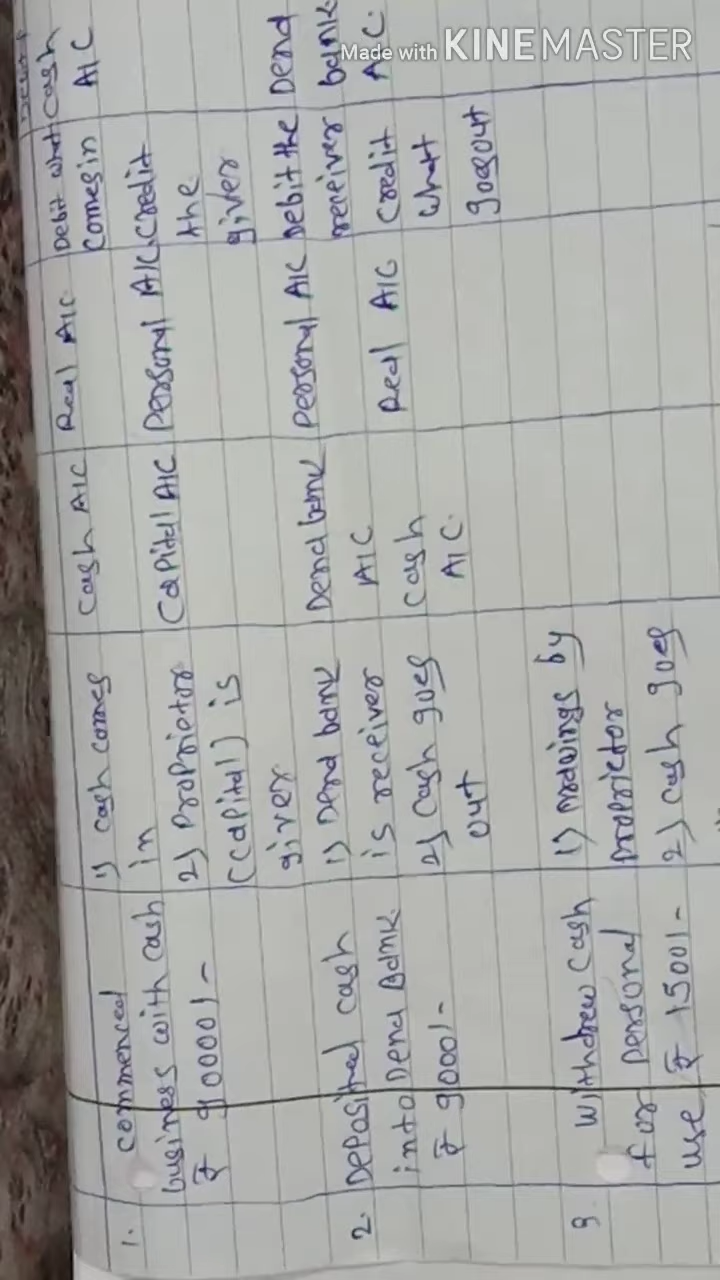 Made with KINEMASTER
1. commenced
business with cash
₹ 90000/-
1) cash comes
in
2) proprietor
(capital) is
giver
Cash A/C
Capital A/C
Real A/C
Personal A/C
Debit what
comes in
credit
the
giver
Cash
A/C
2. Deposited cash
into Dena Bank
₹ 9000/-
1) Dena bank
is receiver
2) Cash goes
out
Dena bank
A/C
Cash
A/C
Personal A/C
Real A/C
Debit the
receiver
Credit
what
goes out
Dena
bank
A/C
3. Withdrew cash
for personal
use ₹ 1500/-
1) Drawings by
proprietor
2) Cash goes